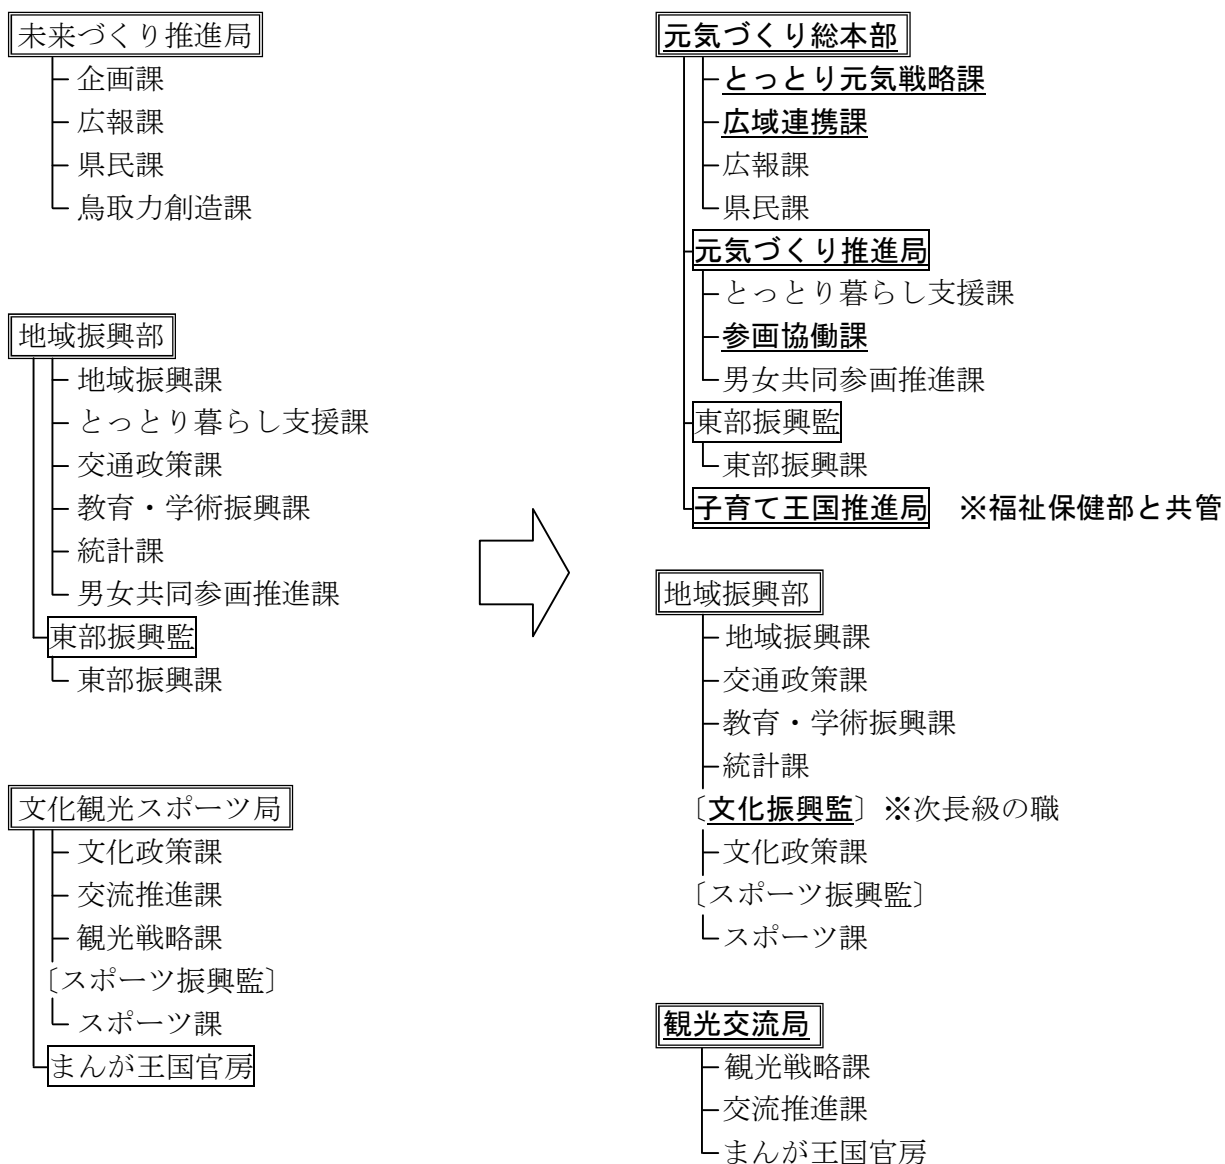 未来づくり推進局
企画課
広報課
県民課
鳥取力創造課
地域振興部
地域振興課
とっとり暮らし支援課
交通政策課
教育・学術振興課
統計課
男女共同参画推進課
東部振興監
東部振興課
文化観光スポーツ局
文化政策課
交流推進課
観光戦略課
〔スポーツ振興監〕
スポーツ課
まんが王国官房
元気づくり総本部
とっとり元気戦略課
広域連携課
広報課
県民課
元気づくり推進局
とっとり暮らし支援課
参画協働課
男女共同参画推進課
東部振興監
東部振興課
子育て王国推進局 ※福祉保健部と共管
地域振興部
地域振興課
交通政策課
教育・学術振興課
統計課
〔文化振興監〕※次長級の職
文化政策課
〔スポーツ振興監〕
スポーツ課
観光交流局
観光戦略課
交流推進課
まんが王国官房